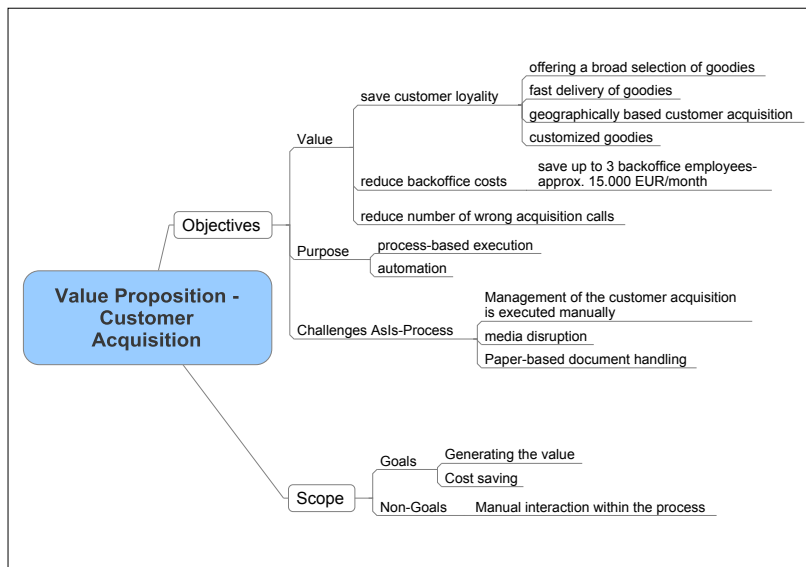 offering a broad selection of goodies
fast delivery of goodies
save customer loyality
geographically based customer acquisition
customized goodies
Value
save up to 3 backoffice employees-
approx. 15.000 EUR/month
reduce backoffice costs
reduce number of wrong acquisition calls
Objectives
Purpose
process-based execution
automation
Value Proposition -
Customer
Acquisition
Management of the customer acquisition
is executed manually
Challenges AsIs-Process
media disruption
Paper-based document handling
Generating the value
Goals
Cost saving
Scope
Non-Goals
Manual interaction within the process